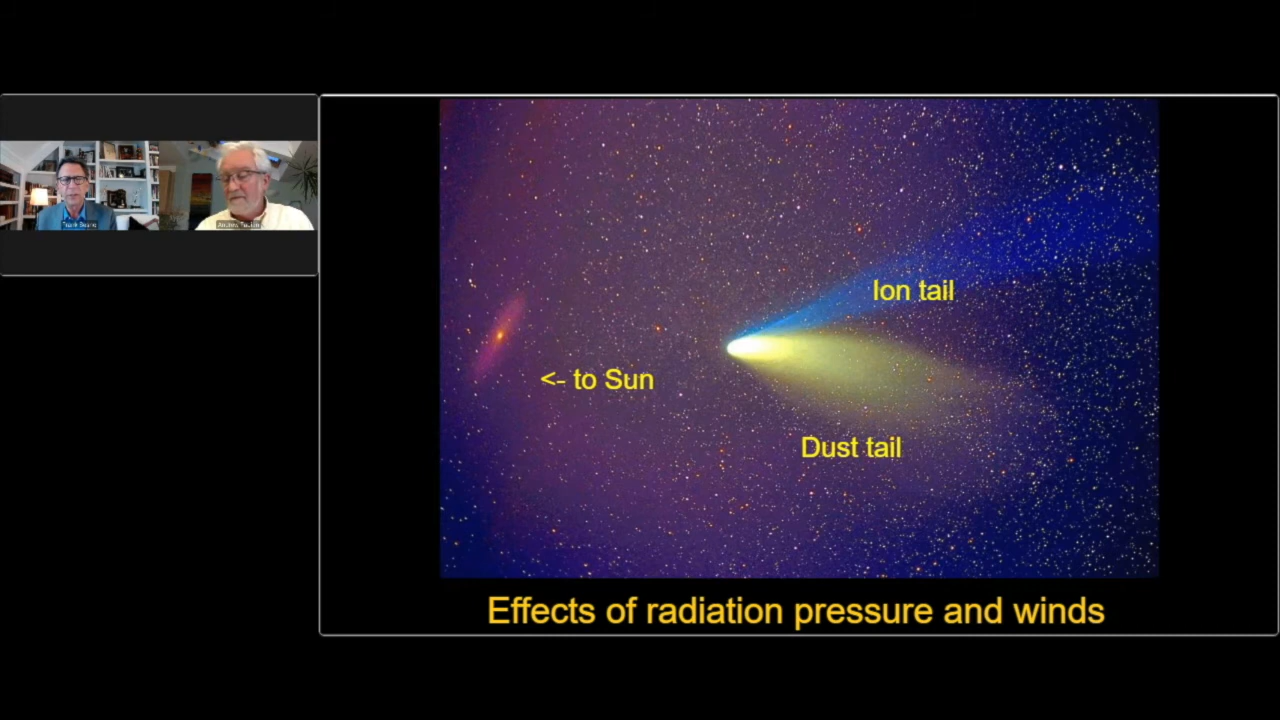 Ion tail
<- to Sun
Dust tail
Effects of radiation pressure and winds